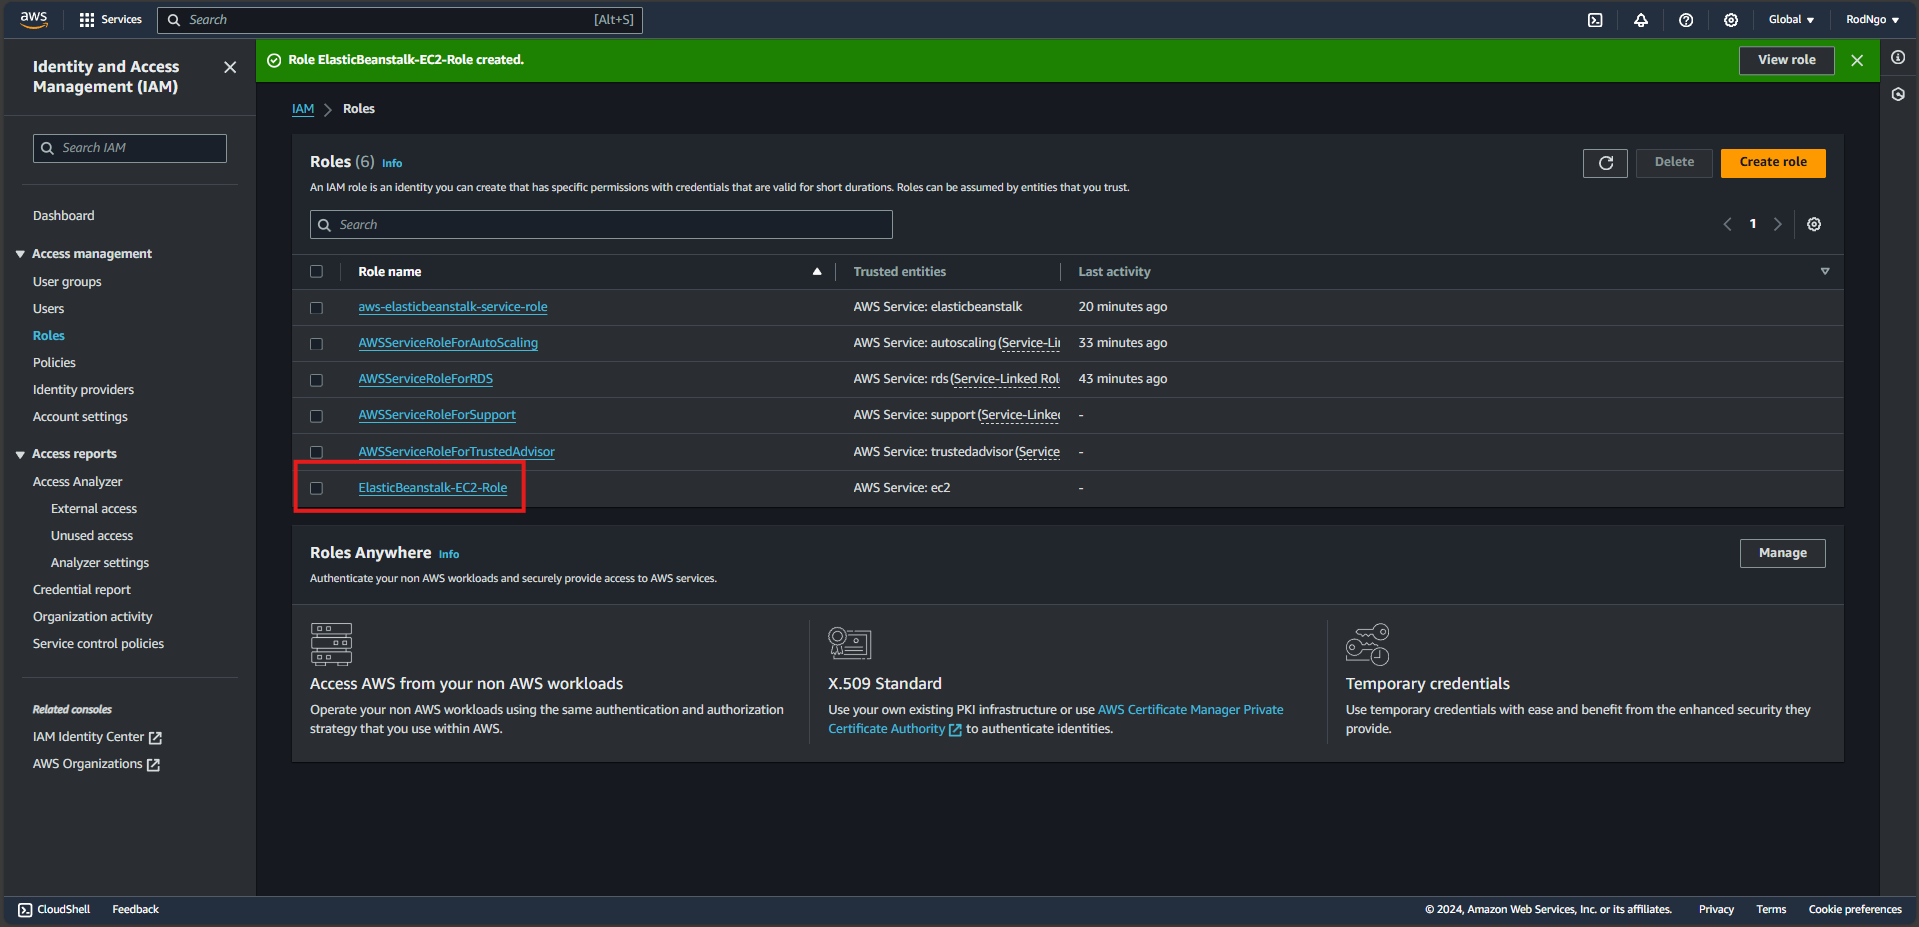 aws
Services
Search
[Alt+S]
Global
RodNgo
Identity and Access
Management (IAM)
Search IAM
Dashboard
Access management
User groups
Users
Roles
Policies
Identity providers
Account settings
Access reports
Access Analyzer
External access
Unused access
Analyzer settings
Credential report
Organization activity
Service control policies
Related consoles
IAM Identity Center
AWS Organizations
Role ElasticBeanstalk-EC2-Role created.
View role
IAM
Roles
Roles (6) Info
Delete
Create role
An IAM role is an identity you can create that has specific permissions with credentials that are valid for short durations. Roles can be assumed by entities that you trust.
Search
1
Role name Trusted entities Last activity
aws-elasticbeanstalk-service-role AWS Service: elasticbeanstalk 20 minutes ago
AWSServiceRoleForAutoScaling AWS Service: autoscaling (Service-Li 33 minutes ago
AWSServiceRoleForRDS AWS Service: rds (Service-Linked Rol 43 minutes ago
AWSServiceRoleForSupport AWS Service: support (Service-Linked -
AWSServiceRoleForTrustedAdvisor AWS Service: trustedadvisor (Service -
ElasticBeanstalk-EC2-Role AWS Service: ec2 -
Roles Anywhere Info
Manage
Authenticate your non AWS workloads and securely provide access to AWS services.
Access AWS from your non AWS workloads
Operate your non AWS workloads using the same authentication and authorization
strategy that you use within AWS.
X.509 Standard
Use your own existing PKI infrastructure or use AWS Certificate Manager Private
Certificate Authority to authenticate identities.
Temporary credentials
Use temporary credentials with ease and benefit from the enhanced security they
provide.
CloudShell
Feedback
© 2024, Amazon Web Services, Inc. or its affiliates.
Privacy
Terms
Cookie preferences